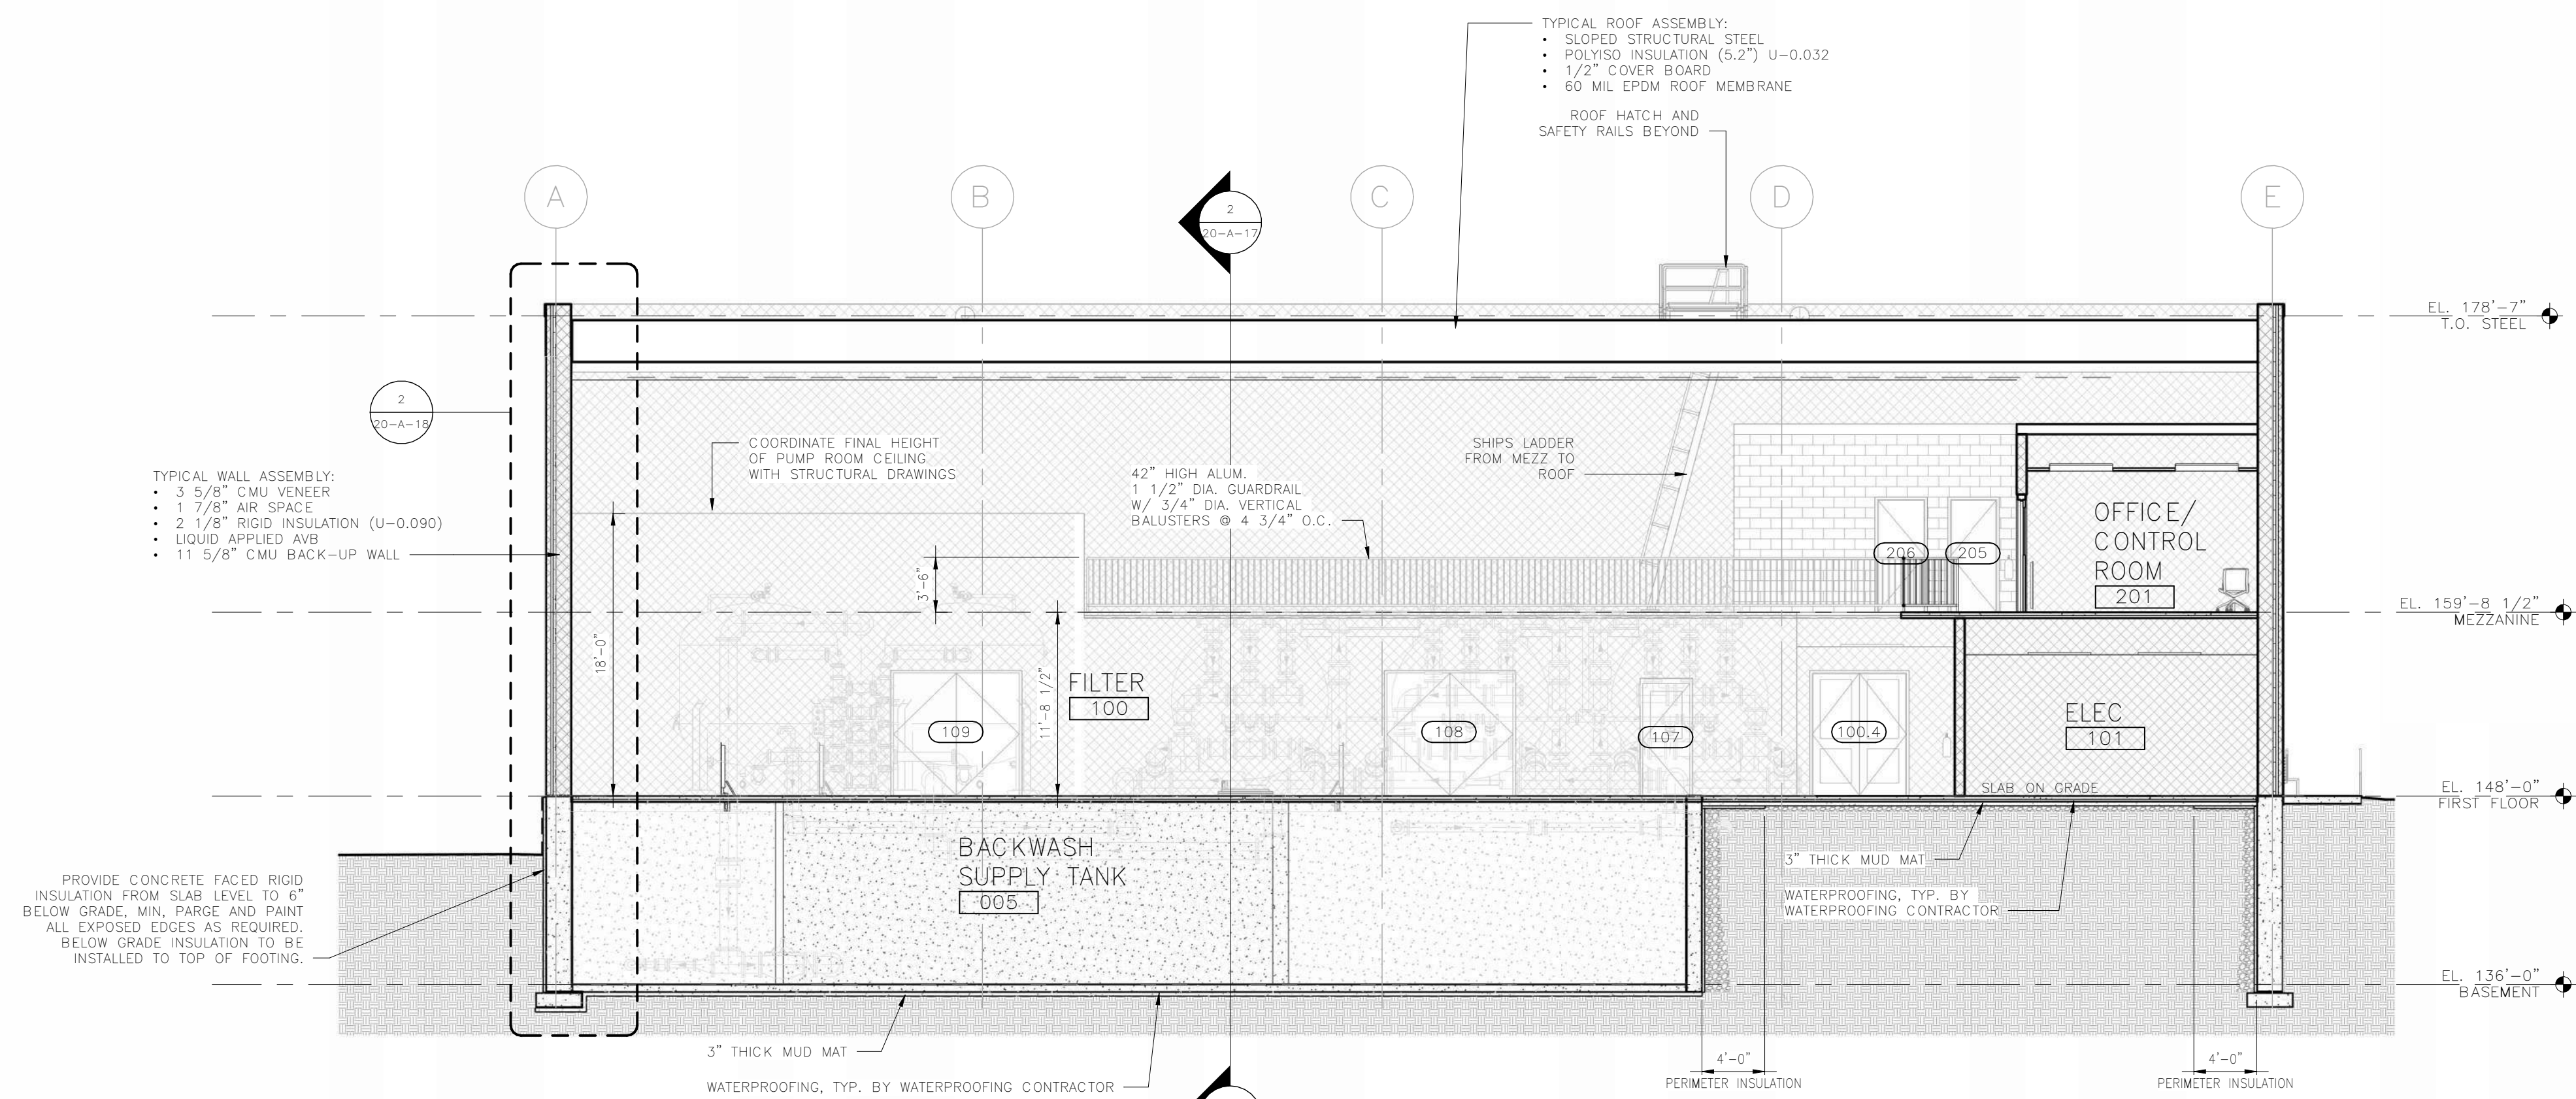 TYPICAL ROOF ASSEMBLY:
• SLOPED STRUCTURAL STEEL
• POLYISO INSULATION (5.2") U-0.032
• 1/2" COVER BOARD
• 60 MIL EPDM ROOF MEMBRANE
ROOF HATCH AND
SAFETY RAILS BEYOND
A
B
2
20-A-17
C
D
E
EL. 178'-7"
T.O. STEEL
2
20-A-18
COORDINATE FINAL HEIGHT
OF PUMP ROOM CEILING
WITH STRUCTURAL DRAWINGS
SHIPS LADDER
FROM MEZZ TO
ROOF
42" HIGH ALUM.
1 1/2" DIA. GUARDRAIL
W/ 3/4" DIA. VERTICAL
BALUSTERS @ 4 3/4" O.C.
TYPICAL WALL ASSEMBLY:
• 3 5/8" CMU VENEER
• 1 7/8" AIR SPACE
• 2 1/8" RIGID INSULATION (U-0.090)
• LIQUID APPLIED AVB
• 11 5/8" CMU BACK-UP WALL
OFFICE/
CONTROL
ROOM
201
206
205
3'-6"
EL. 159'-8 1/2"
MEZZANINE
18'-0"
11'-8 1/2"
FILTER
100
109
108
107
100.4
ELEC
101
SLAB ON GRADE
EL. 148'-0"
FIRST FLOOR
BACKWASH
SUPPLY TANK
005
3" THICK MUD MAT
WATERPROOFING, TYP. BY
WATERPROOFING CONTRACTOR
PROVIDE CONCRETE FACED RIGID
INSULATION FROM SLAB LEVEL TO 6"
BELOW GRADE, MIN, PARGE AND PAINT
ALL EXPOSED EDGES AS REQUIRED.
BELOW GRADE INSULATION TO BE
INSTALLED TO TOP OF FOOTING.
EL. 136'-0"
BASEMENT
3" THICK MUD MAT
WATERPROOFING, TYP. BY WATERPROOFING CONTRACTOR
4'-0"
PERIMETER INSULATION
4'-0"
PERIMETER INSULATION